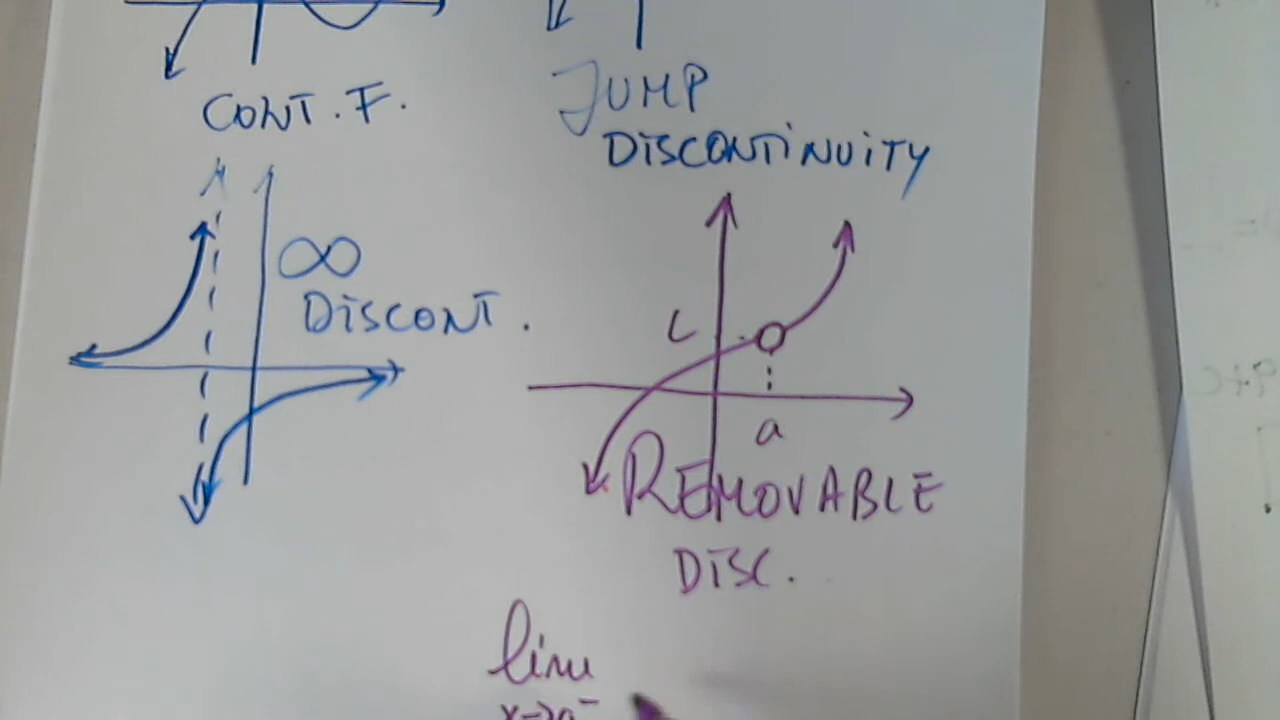 CONT. F.
JUMP
DISCONTINUITY
∞
DISCONT.
L
a
REMOVABLE
DISC.
lim
x→a⁻